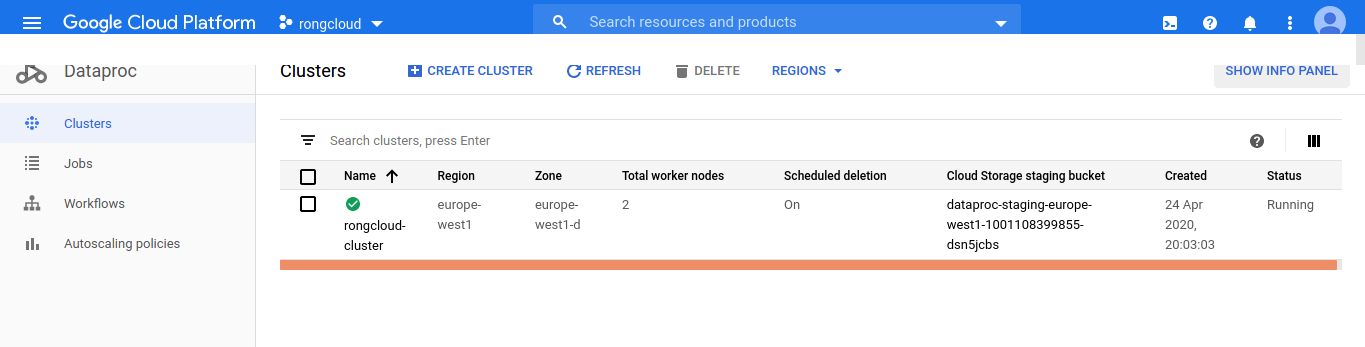 Google Cloud Platform rongcloud Search resources and products
Dataproc Clusters CREATE CLUSTER REFRESH DELETE REGIONS SHOW INFO PANEL
Clusters
Jobs
Workflows
Autoscaling policies
Search clusters, press Enter
Name Region Zone Total worker nodes Scheduled deletion Cloud Storage staging bucket Created Status
europe- europe- 2 On dataproc-staging-europe- 24 Apr Running
rongcloud- west1 west1-d west1-1001108399855- 2020,
cluster dsn5jcbs 20:03:03